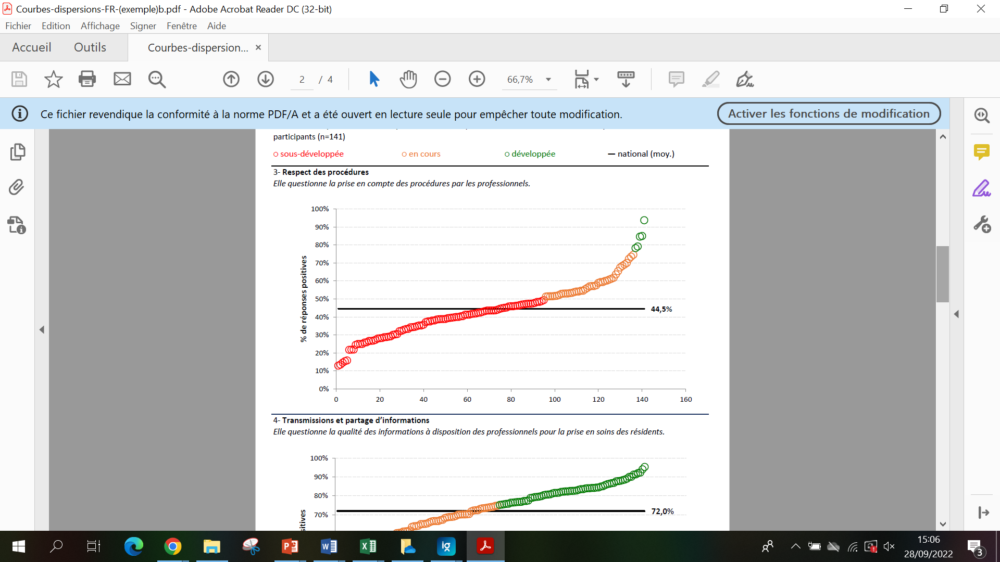 Courbes-dispersions-FR-(exemple)b.pdf - Adobe Acrobat Reader DC (32-bit)
Fichier Edition Affichage Signer Fenêtre Aide
Accueil Outils Courbes-dispersion... ×
2 / 4 66,7%
Ce fichier revendique la conformité à la norme PDF/A et a été ouvert en lecture seule pour empêcher toute modification. Activer les fonctions de modification
participants (n=141)
sous-développée en cours développée national (moy.)
3- Respect des procédures
Elle questionne la prise en compte des procédures par les professionnels.
% de réponses positives
100%
90%
80%
70%
60%
50%
40%
30%
20%
10%
0%
44,5%
0 20 40 60 80 100 120 140 160
4- Transmissions et partage d'informations
Elle questionne la qualité des informations à disposition des professionnels pour la prise en soins des résidents.
100%
90%
80%
70%
72,0%
15:06
28/09/2022
3